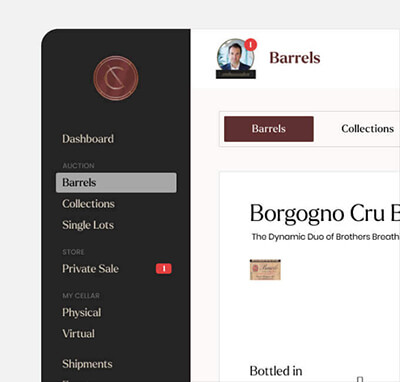 Dashboard
AUCTION
Barrels
Collections
Single Lots
STORE
Private Sale 1
MY CELLAR
Physical
Virtual
Shipments
1
Barrels
Barrels Collections
Borgogno Cru B
The Dynamic Duo of Brothers Breath
Bottled in